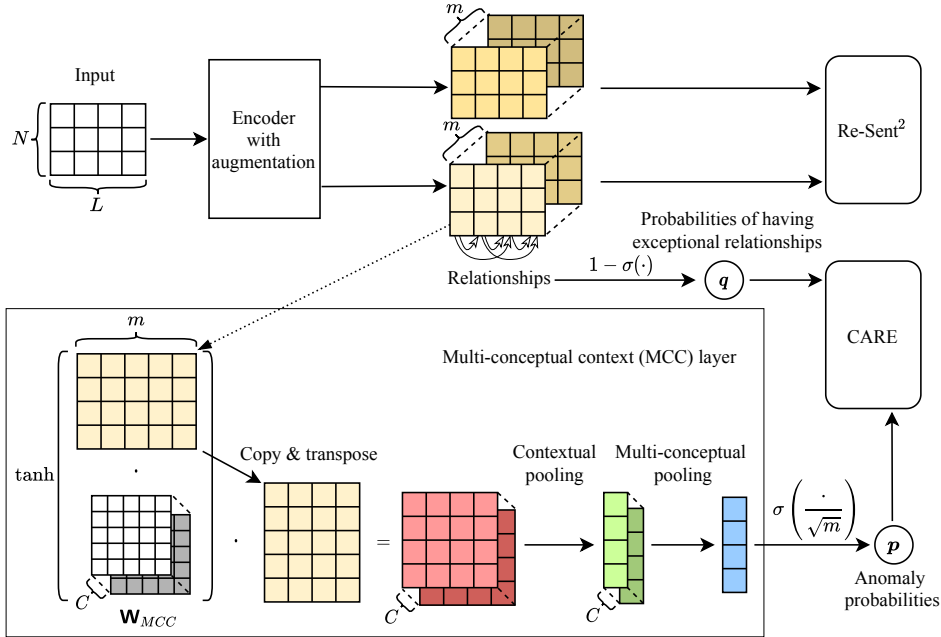 m
Input
N
L
Encoder
with
augmentation
m
Re-Sent²
Relationships
1 − σ(·)
Probabilities of having
exceptional relationships
q
CARE
Multi-conceptual context (MCC) layer
m
tanh
·
C
W_MCC
Copy & transpose
·
=
C
Contextual
pooling
C
Multi-conceptual
pooling
σ(·/√m)
p
Anomaly
probabilities